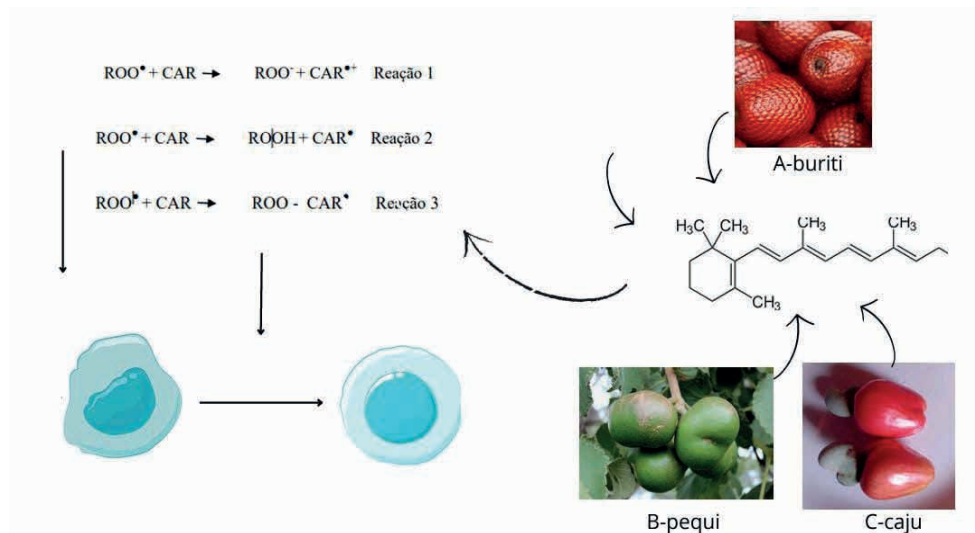 ROO• + CAR → ROO⁻ + CAR•⁺ Reação 1
ROO• + CAR → ROOH + CAR• Reação 2
ROO• + CAR → ROO - CAR• Reação 3
A-buriti
H₃C CH₃ CH₃ CH₃
CH₃
B-pequi
C-caju